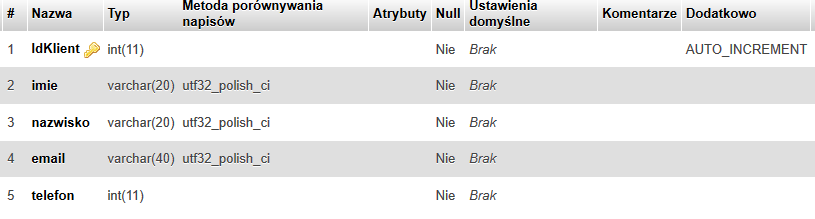 # Nazwa Typ Metoda porównywania napisów Atrybuty Null Ustawienia domyślne Komentarze Dodatkowo
1 IdKlient int(11) Nie Brak AUTO_INCREMENT
2 imie varchar(20) utf32_polish_ci Nie Brak
3 nazwisko varchar(20) utf32_polish_ci Nie Brak
4 email varchar(40) utf32_polish_ci Nie Brak
5 telefon int(11) Nie Brak